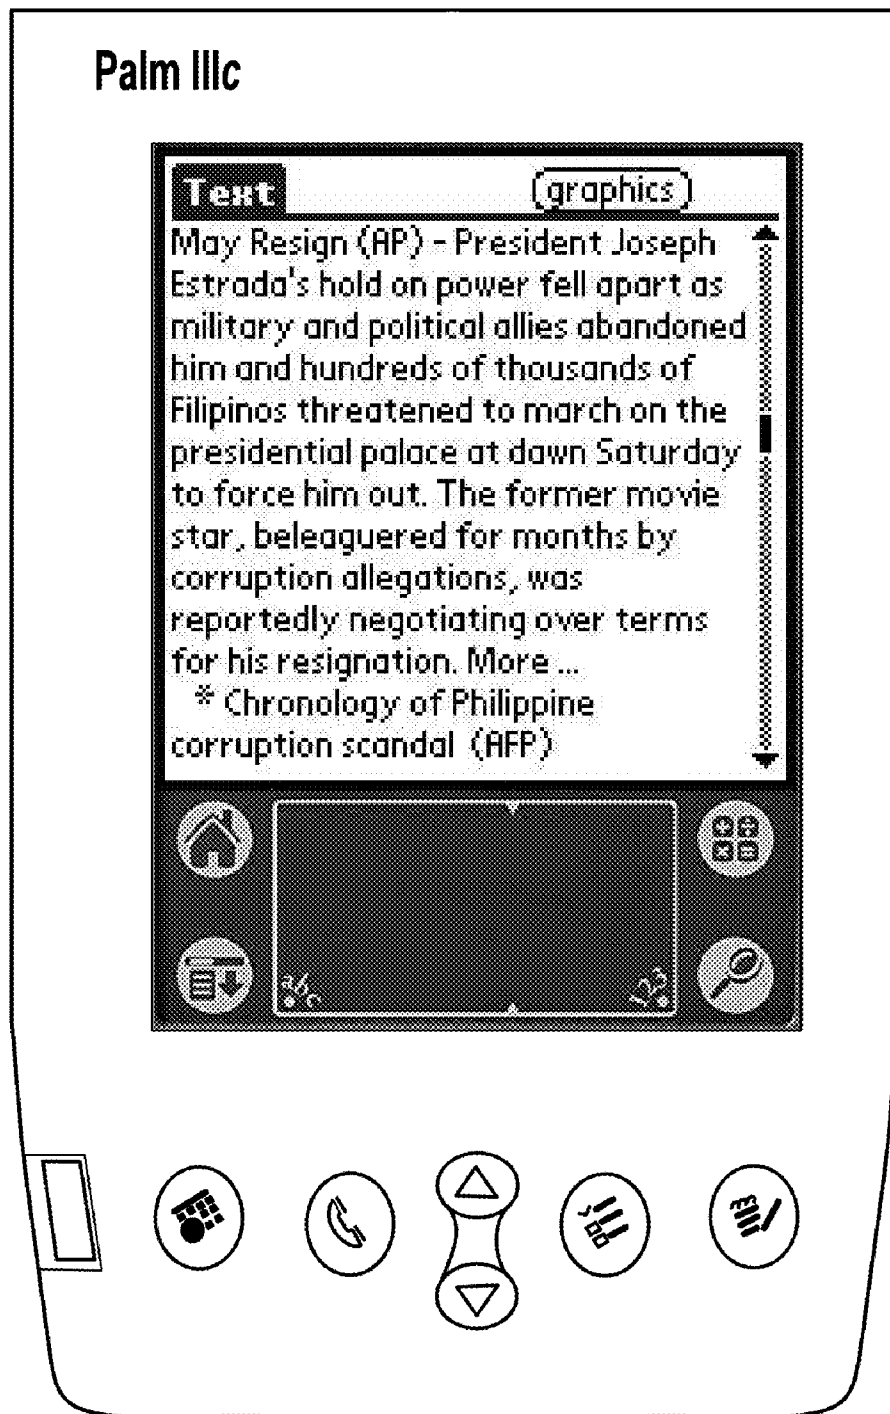 Palm IIIc
Text
graphics
May Resign (AP) - President Joseph
Estrada's hold on power fell apart as
military and political allies abandoned
him and hundreds of thousands of
Filipinos threatened to march on the
presidential palace at dawn Saturday
to force him out. The former movie
star, beleaguered for months by
corruption allegations, was
reportedly negotiating over terms
for his resignation. More ...
* Chronology of Philippine
corruption scandal (AFP)
abc
123